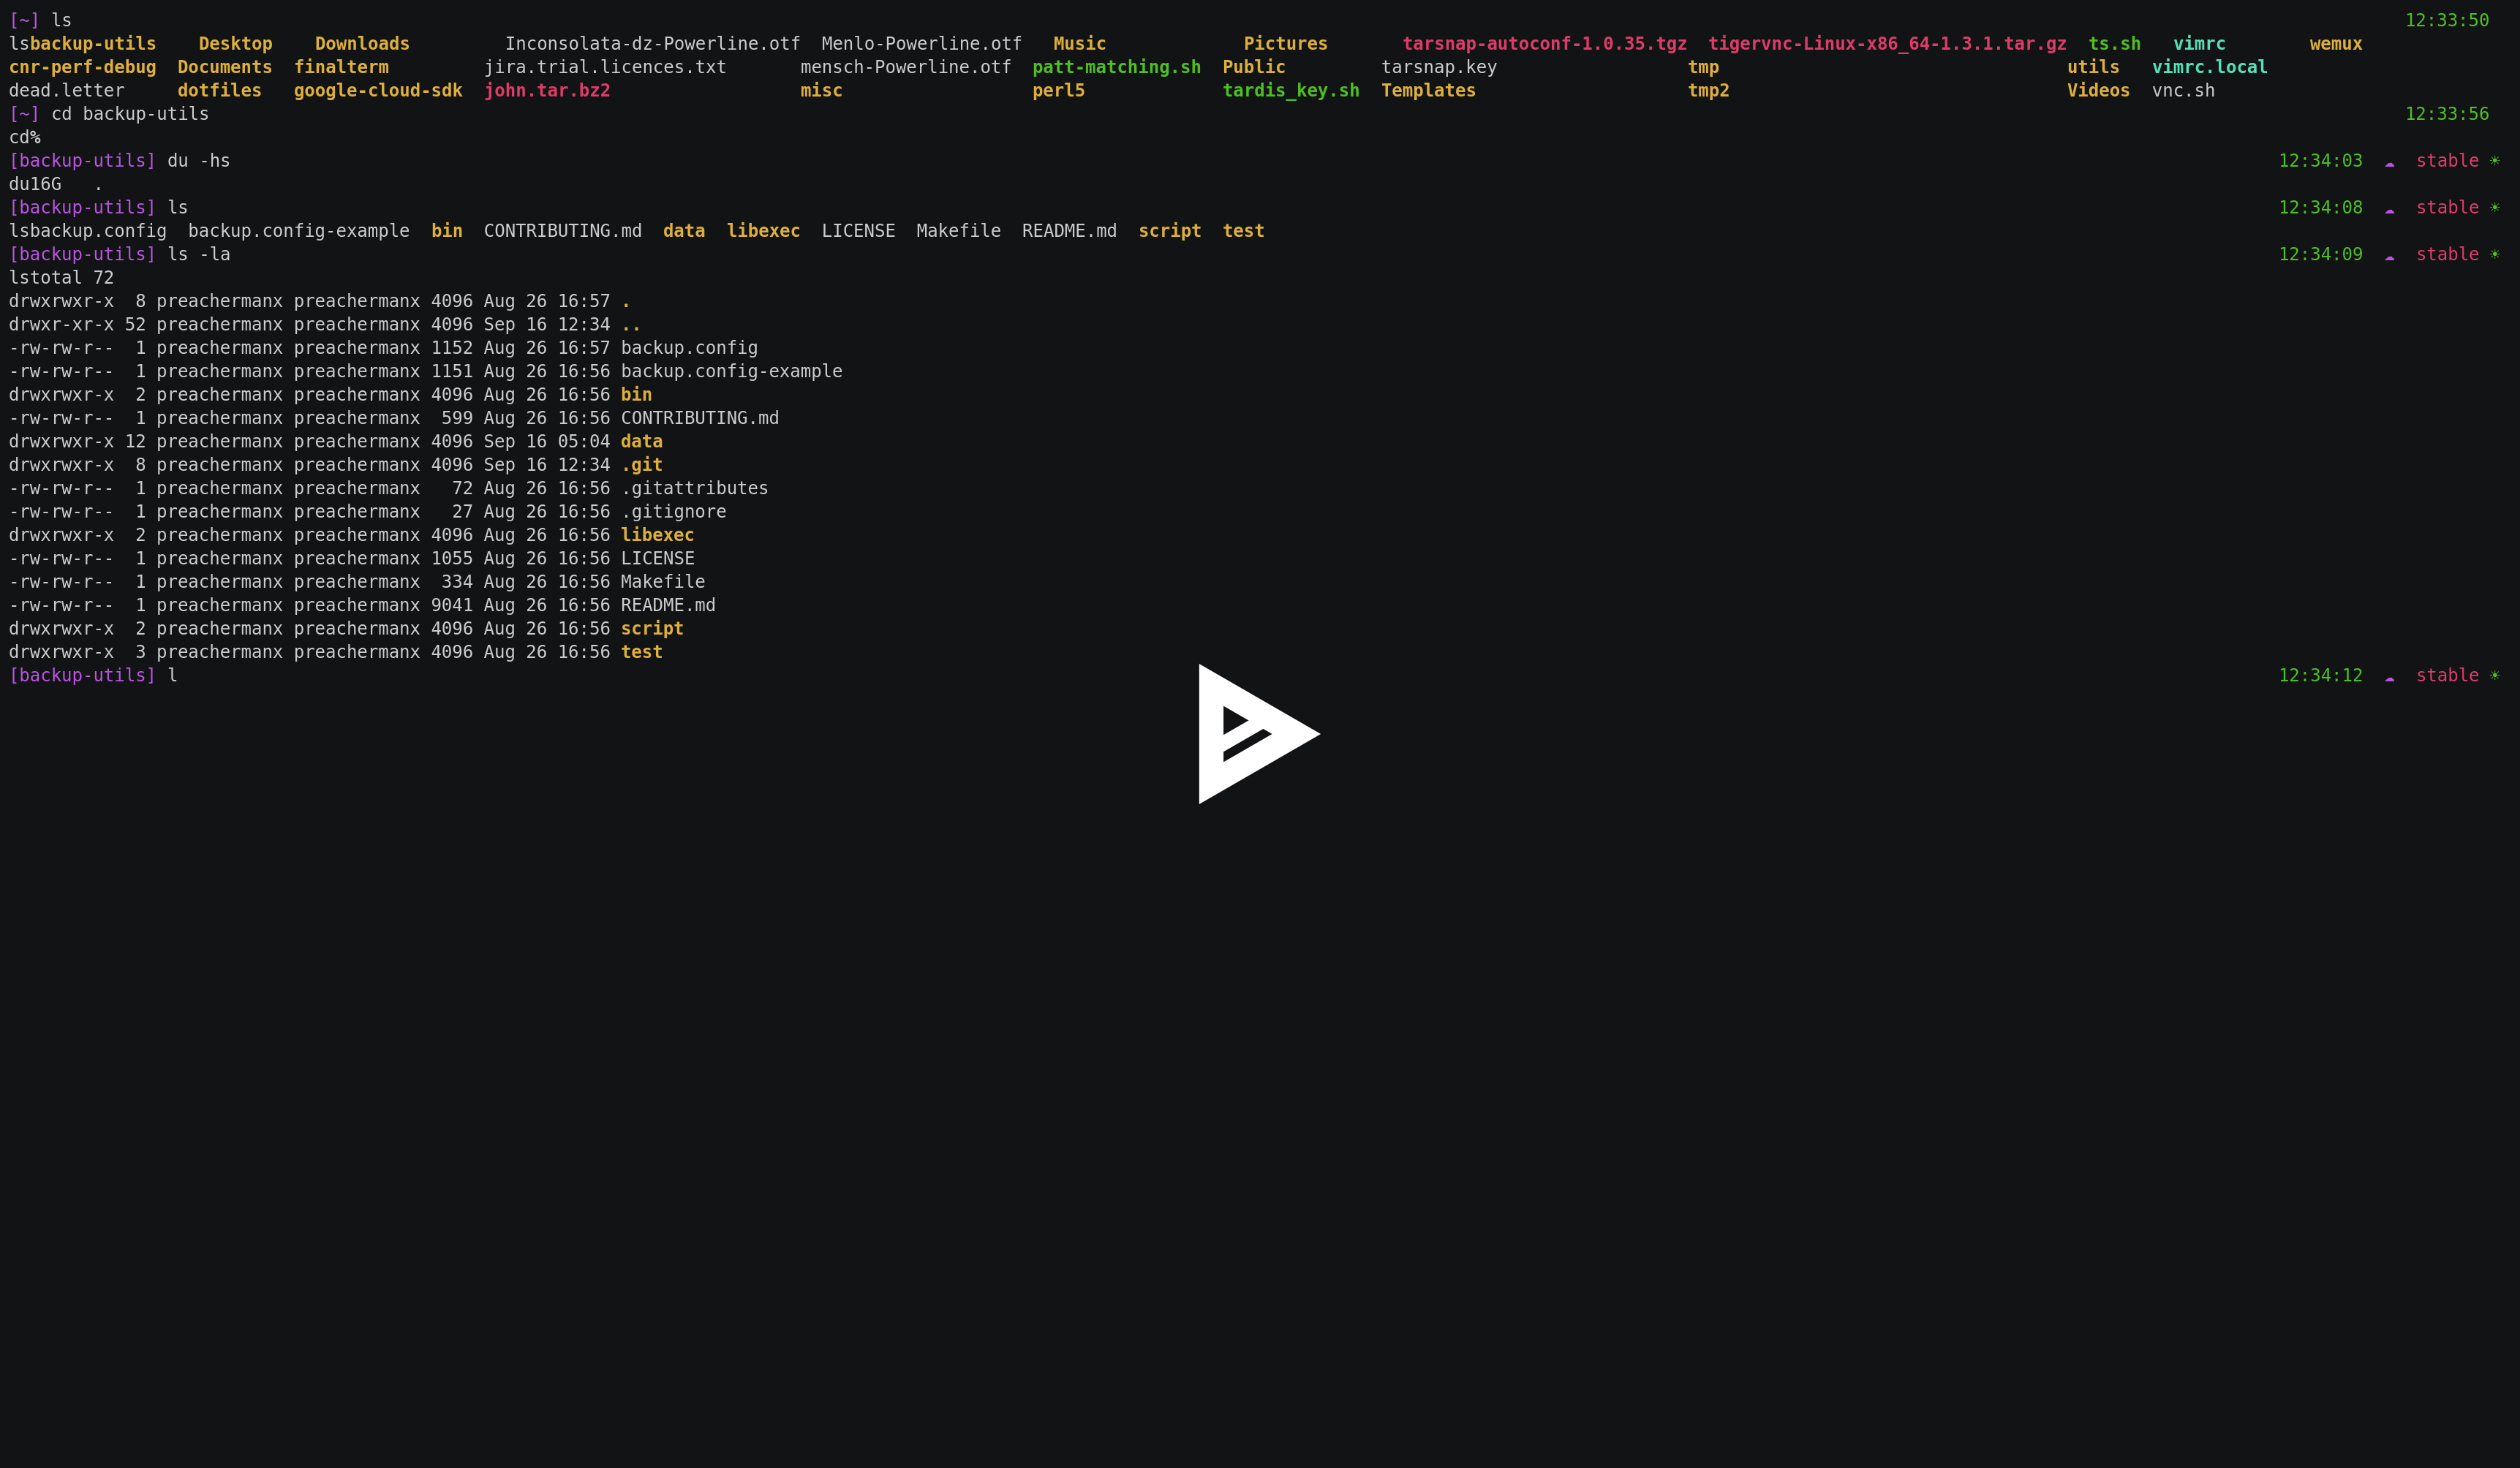 [~] ls 12:33:50
lsbackup-utils    Desktop    Downloads         Inconsolata-dz-Powerline.otf  Menlo-Powerline.otf   Music             Pictures       tarsnap-autoconf-1.0.35.tgz  tigervnc-Linux-x86_64-1.3.1.tar.gz  ts.sh   vimrc        wemux
cnr-perf-debug  Documents  finalterm         jira.trial.licences.txt       mensch-Powerline.otf  patt-matching.sh  Public         tarsnap.key                  tmp                                 utils   vimrc.local
dead.letter     dotfiles   google-cloud-sdk  john.tar.bz2                  misc                  perl5             tardis_key.sh  Templates                    tmp2                                Videos  vnc.sh
[~] cd backup-utils 12:33:56
cd%
[backup-utils] du -hs 12:34:03 ☁ stable ☀
du16G   .
[backup-utils] ls 12:34:08 ☁ stable ☀
lsbackup.config  backup.config-example  bin  CONTRIBUTING.md  data  libexec  LICENSE  Makefile  README.md  script  test
[backup-utils] ls -la 12:34:09 ☁ stable ☀
lstotal 72
drwxrwxr-x  8 preachermanx preachermanx 4096 Aug 26 16:57 .
drwxr-xr-x 52 preachermanx preachermanx 4096 Sep 16 12:34 ..
-rw-rw-r--  1 preachermanx preachermanx 1152 Aug 26 16:57 backup.config
-rw-rw-r--  1 preachermanx preachermanx 1151 Aug 26 16:56 backup.config-example
drwxrwxr-x  2 preachermanx preachermanx 4096 Aug 26 16:56 bin
-rw-rw-r--  1 preachermanx preachermanx  599 Aug 26 16:56 CONTRIBUTING.md
drwxrwxr-x 12 preachermanx preachermanx 4096 Sep 16 05:04 data
drwxrwxr-x  8 preachermanx preachermanx 4096 Sep 16 12:34 .git
-rw-rw-r--  1 preachermanx preachermanx   72 Aug 26 16:56 .gitattributes
-rw-rw-r--  1 preachermanx preachermanx   27 Aug 26 16:56 .gitignore
drwxrwxr-x  2 preachermanx preachermanx 4096 Aug 26 16:56 libexec
-rw-rw-r--  1 preachermanx preachermanx 1055 Aug 26 16:56 LICENSE
-rw-rw-r--  1 preachermanx preachermanx  334 Aug 26 16:56 Makefile
-rw-rw-r--  1 preachermanx preachermanx 9041 Aug 26 16:56 README.md
drwxrwxr-x  2 preachermanx preachermanx 4096 Aug 26 16:56 script
drwxrwxr-x  3 preachermanx preachermanx 4096 Aug 26 16:56 test
[backup-utils] l 12:34:12 ☁ stable ☀